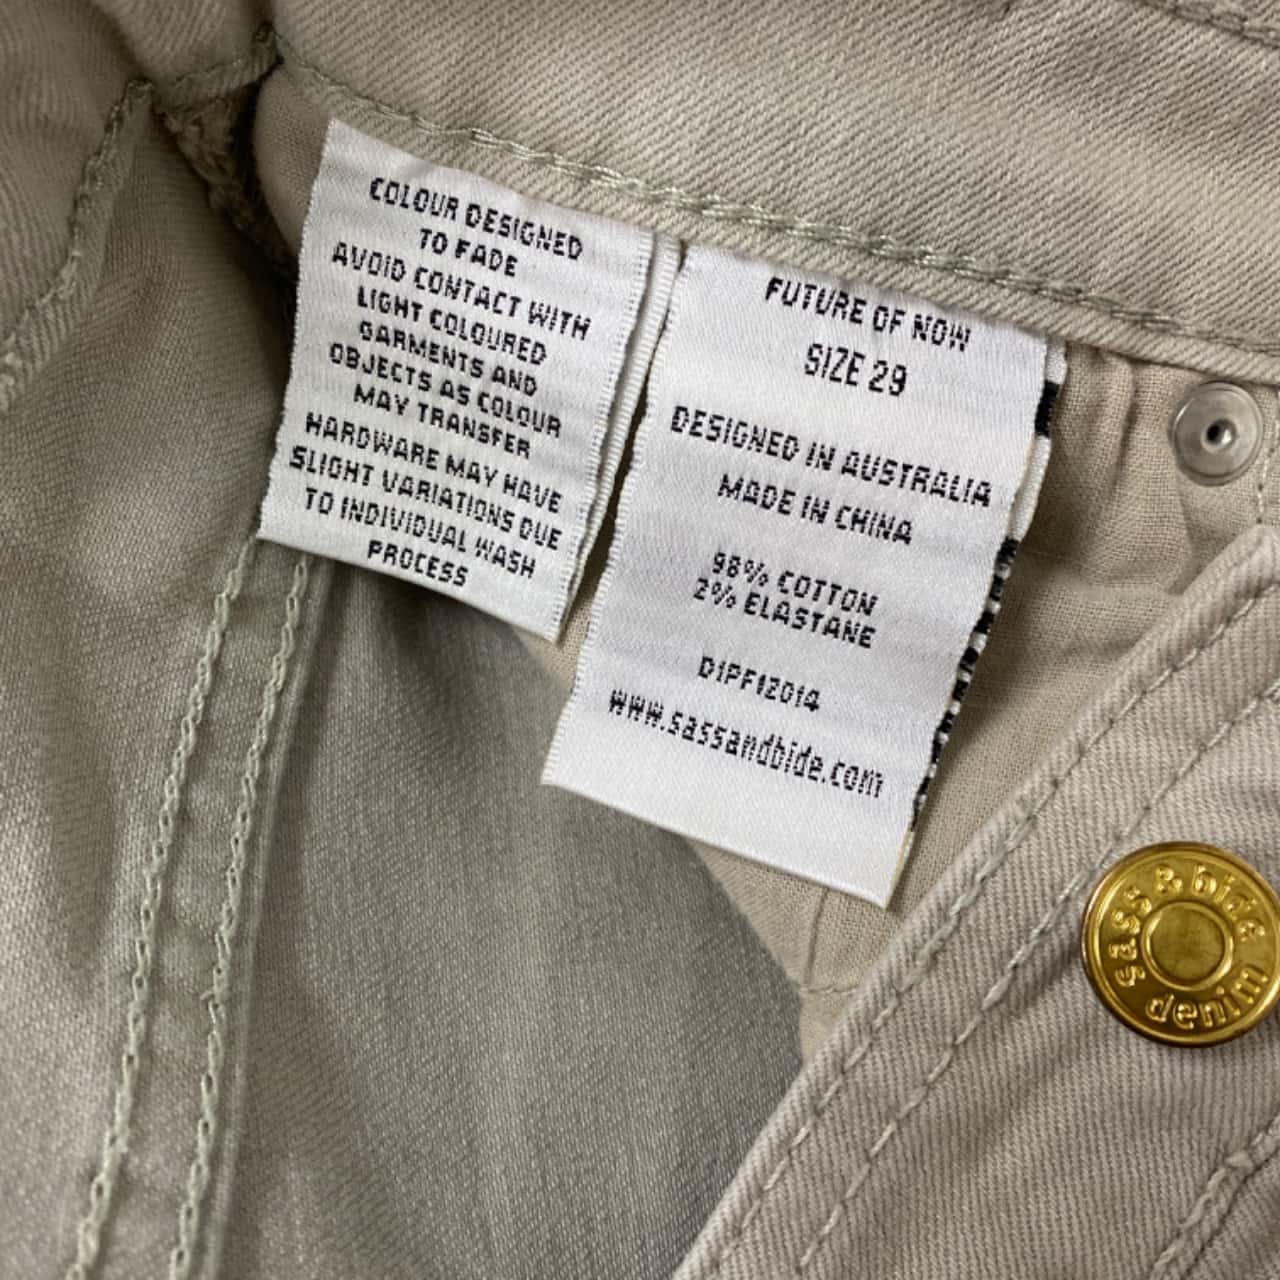 COLOUR DESIGNED
TO FADE
AVOID CONTACT WITH
LIGHT COLOURED
GARMENTS AND
OBJECTS AS COLOUR
MAY TRANSFER
HARDWARE MAY HAVE
SLIGHT VARIATIONS DUE
TO INDIVIDUAL WASH
PROCESS
FUTURE OF NOW
SIZE 29
DESIGNED IN AUSTRALIA
MADE IN CHINA
98% COTTON
2% ELASTANE
D1PF12014
www.sassandbide.com
sass & bide
denim